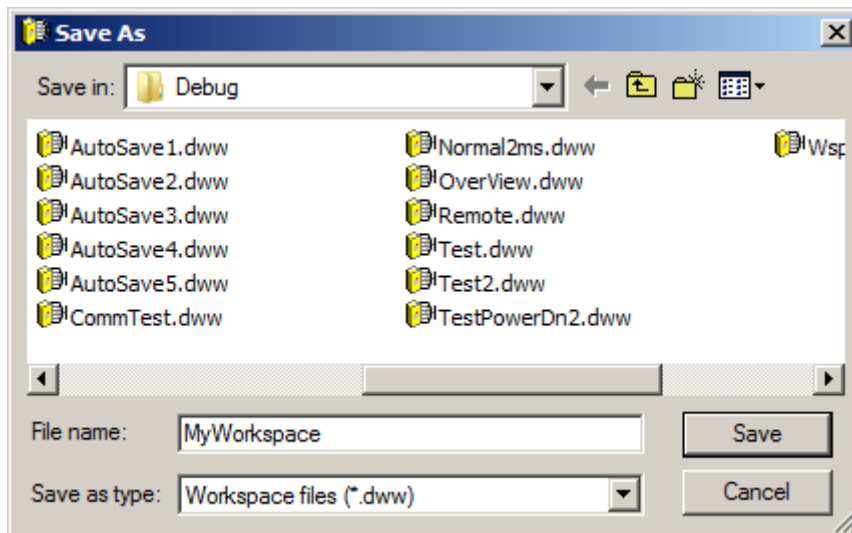 Save As
Save in: Debug
AutoSave1.dww
AutoSave2.dww
AutoSave3.dww
AutoSave4.dww
AutoSave5.dww
CommTest.dww
Normal2ms.dww
OverView.dww
Remote.dww
Test.dww
Test2.dww
TestPowerDn2.dww
File name: MyWorkspace
Save
Save as type: Workspace files (*.dww)
Cancel